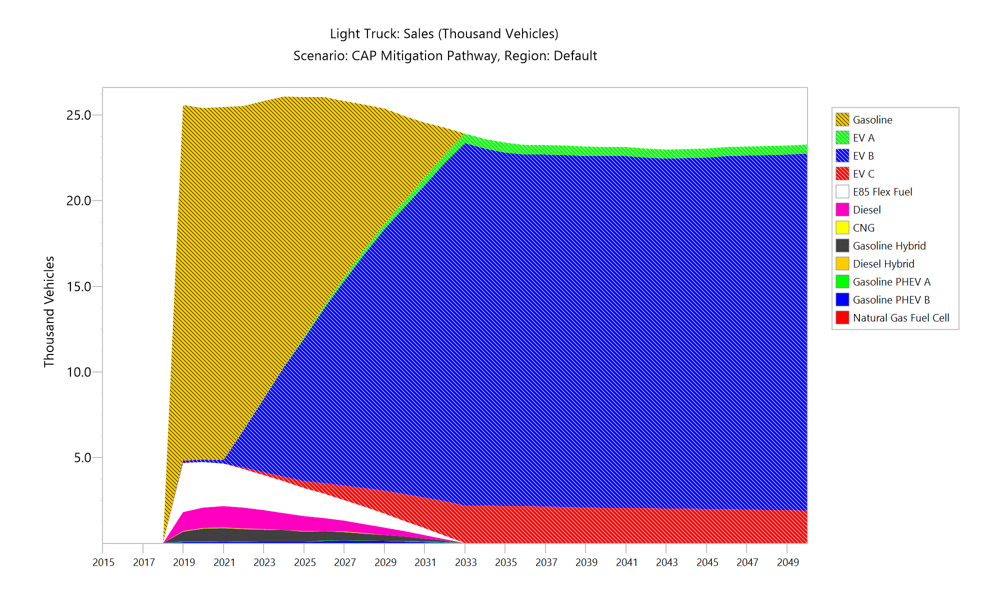 Light Truck: Sales (Thousand Vehicles)
Scenario: CAP Mitigation Pathway, Region: Default
Thousand Vehicles
25.0
20.0
15.0
10.0
5.0
2015 2017 2019 2021 2023 2025 2027 2029 2031 2033 2035 2037 2039 2041 2043 2045 2047 2049
Gasoline
EV A
EV B
EV C
E85 Flex Fuel
Diesel
CNG
Gasoline Hybrid
Diesel Hybrid
Gasoline PHEV A
Gasoline PHEV B
Natural Gas Fuel Cell